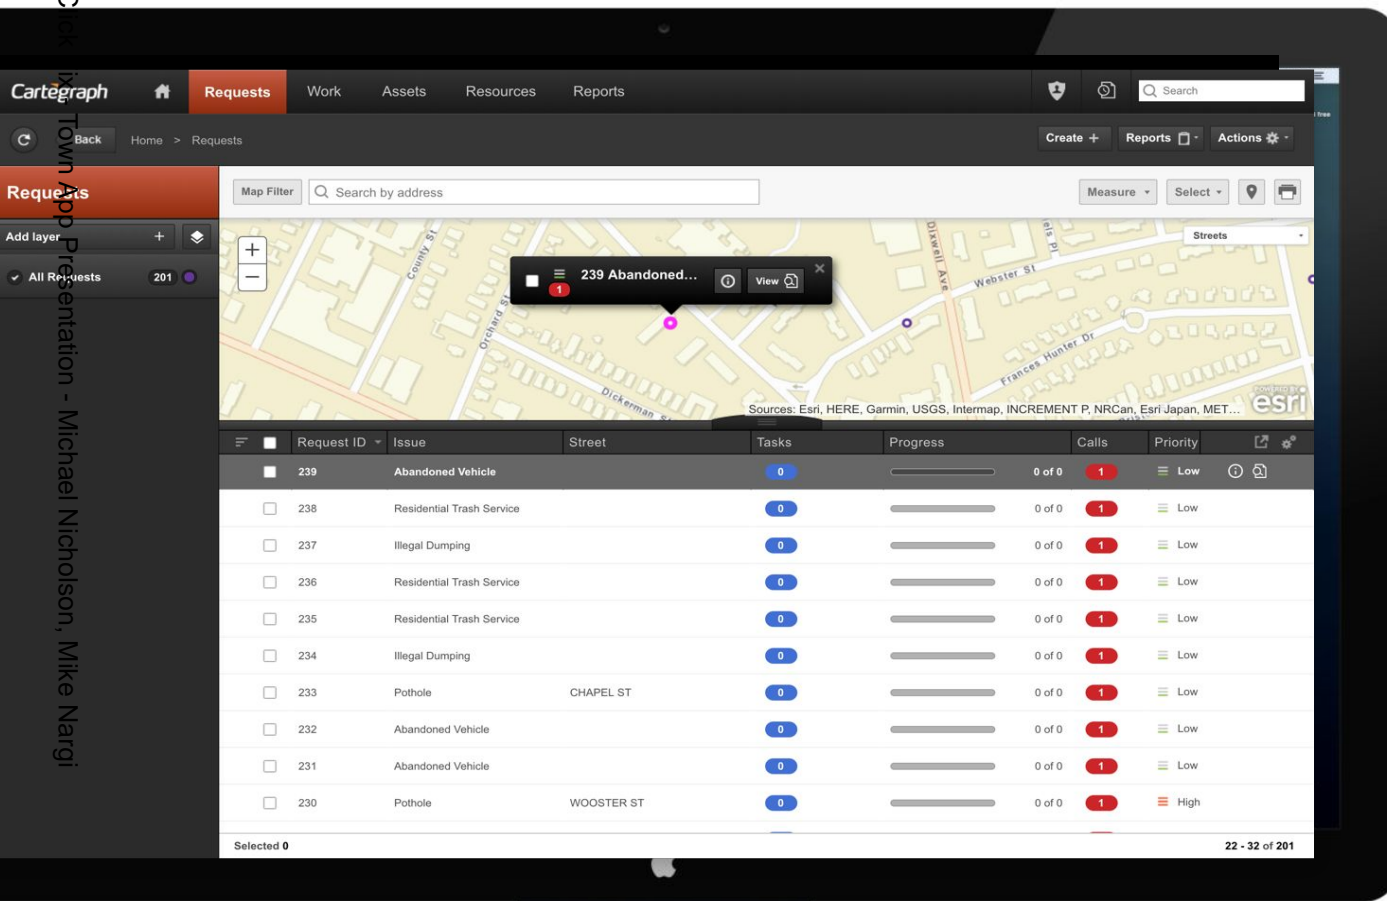 Click Fix, Town App Presentation - Michael Nicholson, Mike Nargi
Cartêgraph
Requests
Work
Assets
Resources
Reports
Search
Back
Home > Requests
Create +
Reports
Actions
Requests
Map Filter
Search by address
Measure
Select
Add layer +
All Requests 201
+
−
Streets
239 Abandoned...
1
View
County St
Orchard St
Dixwell Ave
Webster St
Frances Hunter Dr
Dickerman
Sources: Esri, HERE, Garmin, USGS, Intermap, INCREMENT P, NRCan, Esri Japan, MET...
POWERED BY
esri
Request ID Issue Street Tasks Progress Calls Priority
239 Abandoned Vehicle 0 0 of 0 1 Low
238 Residential Trash Service 0 0 of 0 1 Low
237 Illegal Dumping 0 0 of 0 1 Low
236 Residential Trash Service 0 0 of 0 1 Low
235 Residential Trash Service 0 0 of 0 1 Low
234 Illegal Dumping 0 0 of 0 1 Low
233 Pothole CHAPEL ST 0 0 of 0 1 Low
232 Abandoned Vehicle 0 0 of 0 1 Low
231 Abandoned Vehicle 0 0 of 0 1 Low
230 Pothole WOOSTER ST 0 0 of 0 1 High
Selected 0
22 - 32 of 201